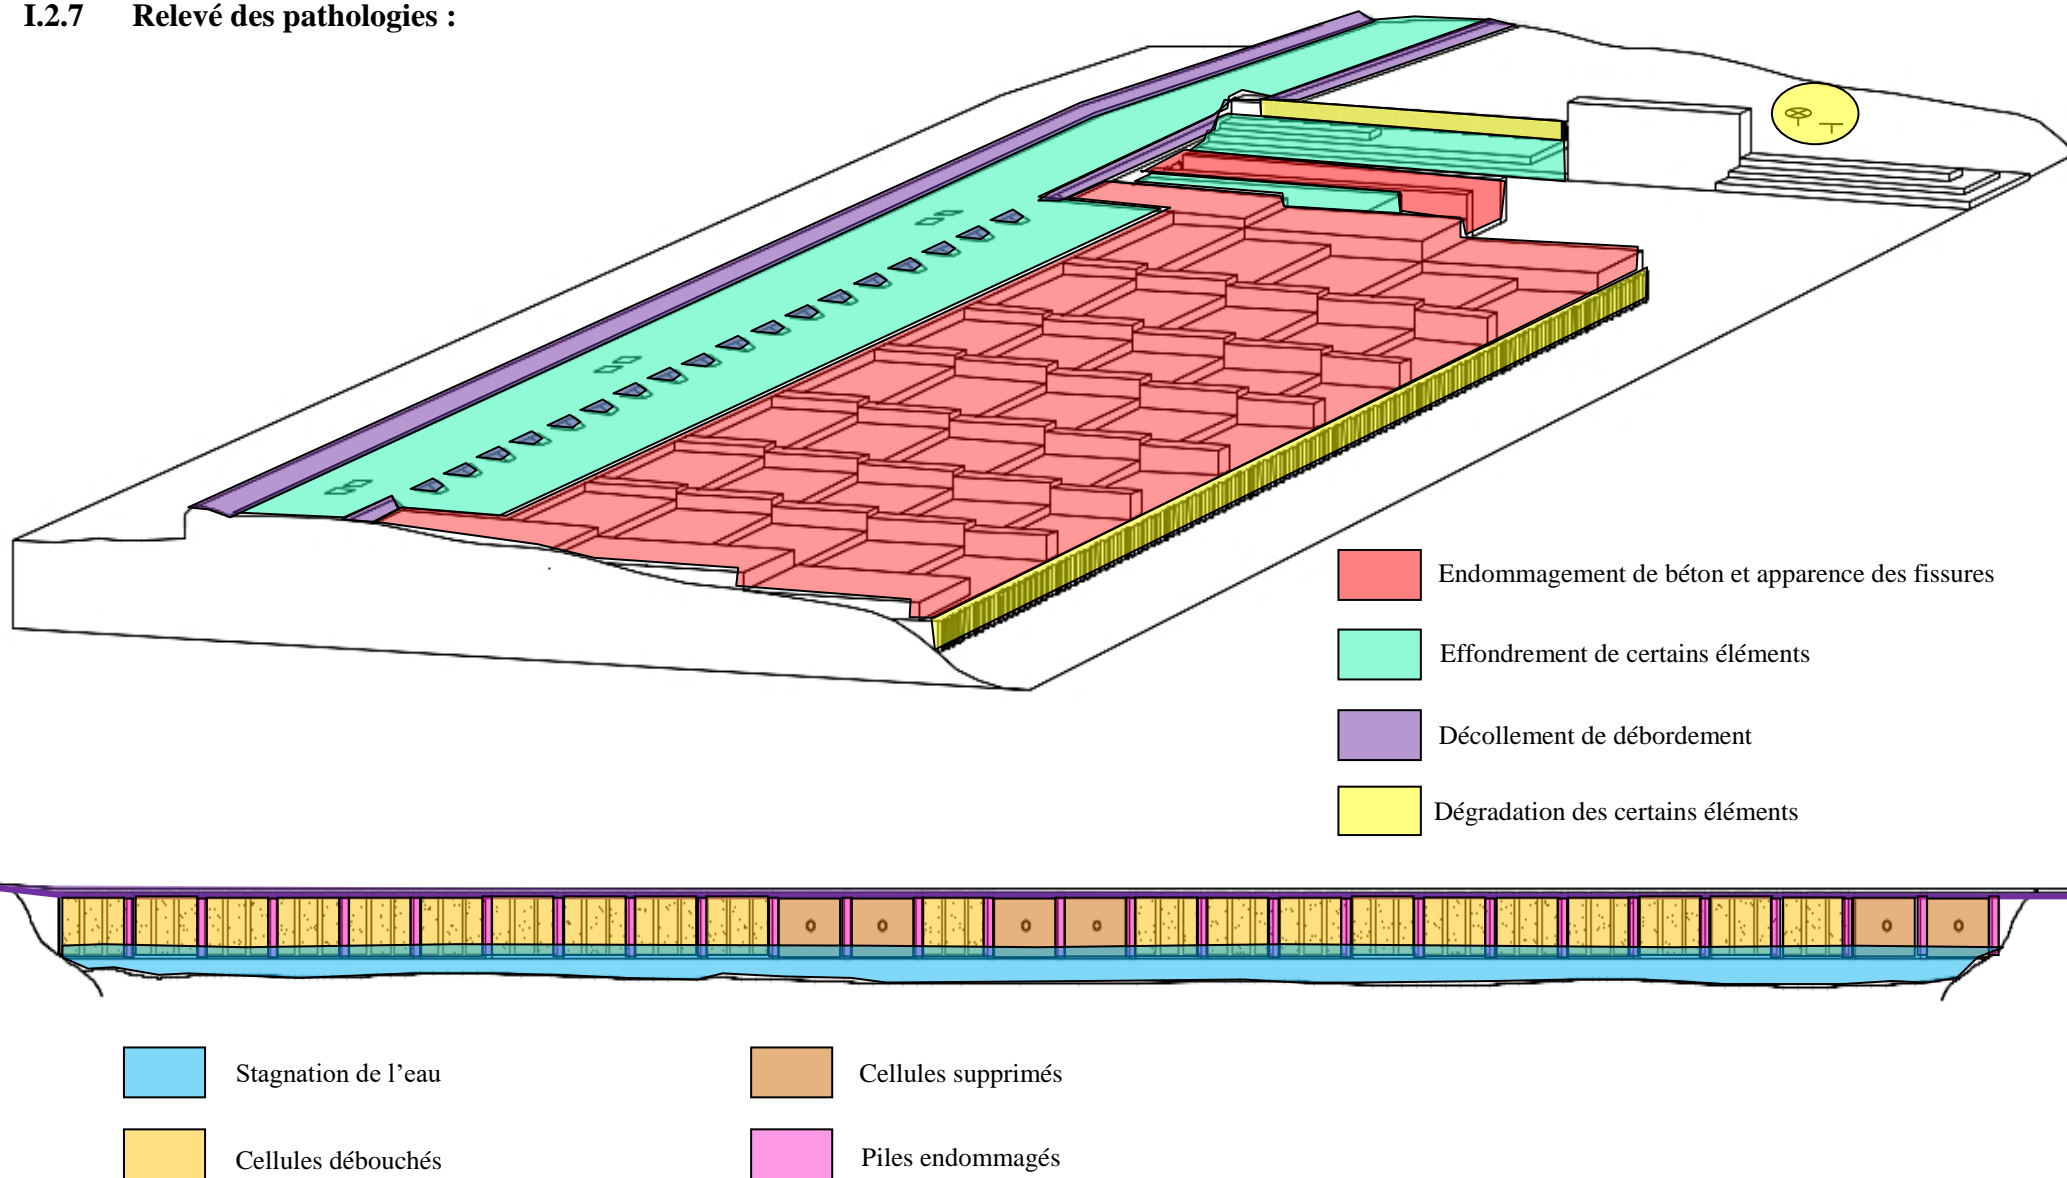 I.2.7 Relevé des pathologies :
Endommagement de béton et apparence des fissures
Effondrement de certains éléments
Décollement de débordement
Dégradation des certains éléments
Stagnation de l’eau
Cellules supprimés
Cellules débouchés
Piles endommagés